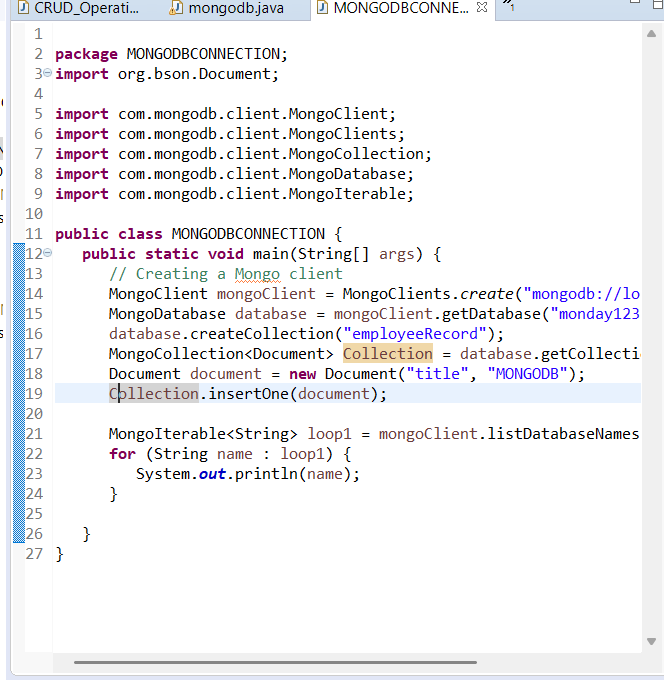 CRUD_Operati... mongodb.java MONGODBCONNE... 1
1
2 package MONGODBCONNECTION;
3 import org.bson.Document;
4
5 import com.mongodb.client.MongoClient;
6 import com.mongodb.client.MongoClients;
7 import com.mongodb.client.MongoCollection;
8 import com.mongodb.client.MongoDatabase;
9 import com.mongodb.client.MongoIterable;
10
11 public class MONGODBCONNECTION {
12 public static void main(String[] args) {
13 // Creating a Mongo client
14 MongoClient mongoClient = MongoClients.create("mongodb://lo
15 MongoDatabase database = mongoClient.getDatabase("monday123
16 database.createCollection("employeeRecord");
17 MongoCollection<Document> Collection = database.getCollecti
18 Document document = new Document("title", "MONGODB");
19 Collection.insertOne(document);
20
21 MongoIterable<String> loop1 = mongoClient.listDatabaseNames
22 for (String name : loop1) {
23 System.out.println(name);
24 }
25
26 }
27 }